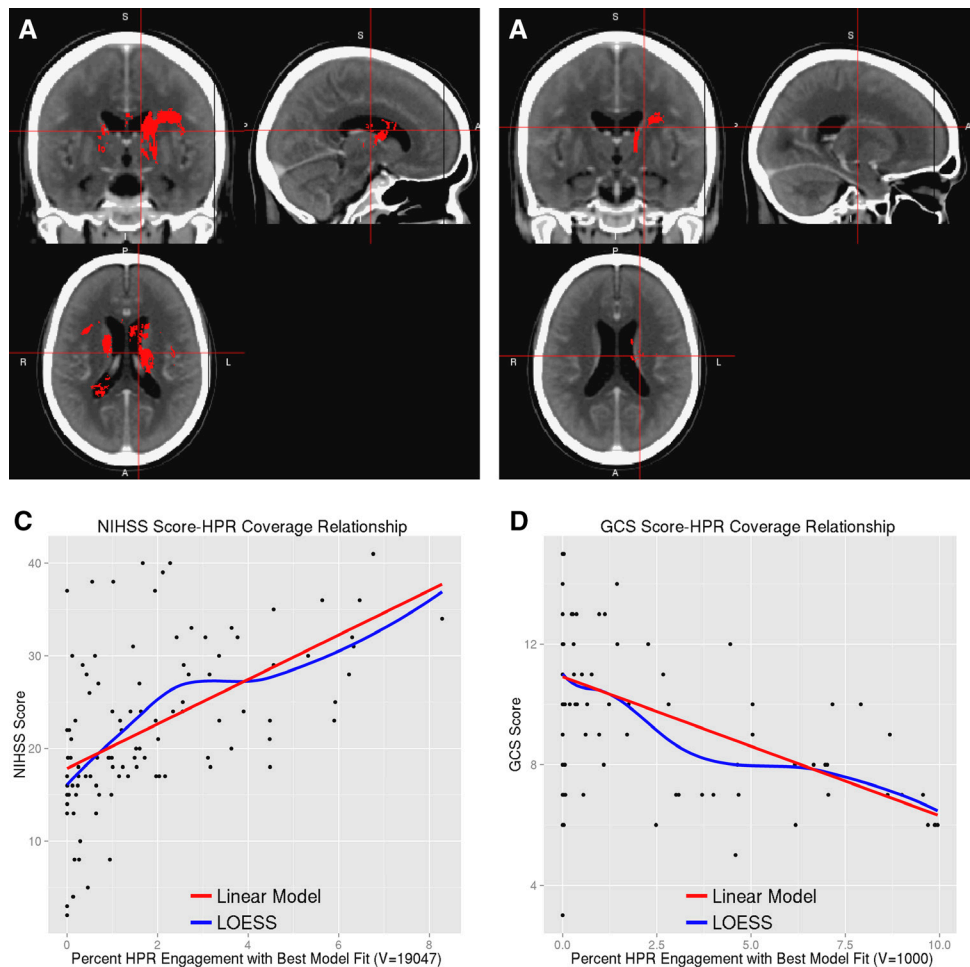 A
S
S
P
A
I
P
R
L
A
A
S
S
P
A
I
P
R
L
A
C
NIHSS Score-HPR Coverage Relationship
NIHSS Score
40
30
20
10
Linear Model
LOESS
0
2
4
6
8
Percent HPR Engagement with Best Model Fit (V=19047)
D
GCS Score-HPR Coverage Relationship
GCS Score
12
8
4
Linear Model
LOESS
0.0
2.5
5.0
7.5
10.0
Percent HPR Engagement with Best Model Fit (V=1000)